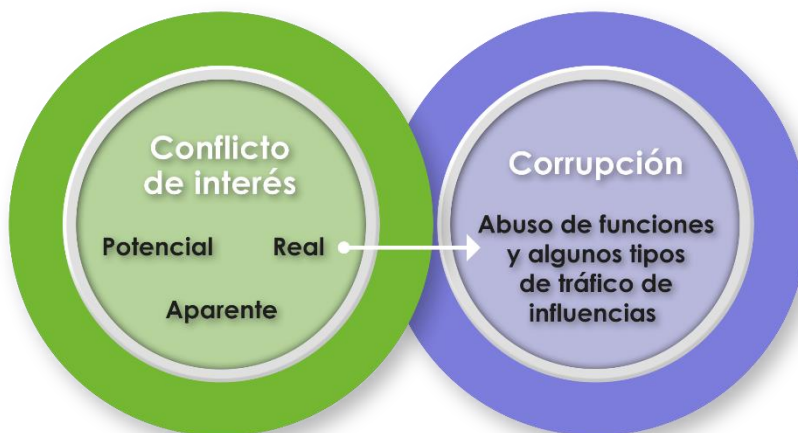 Conflicto
de interés
Potencial
Real
Aparente
Corrupción
Abuso de funciones
y algunos tipos
de tráfico de
influencias